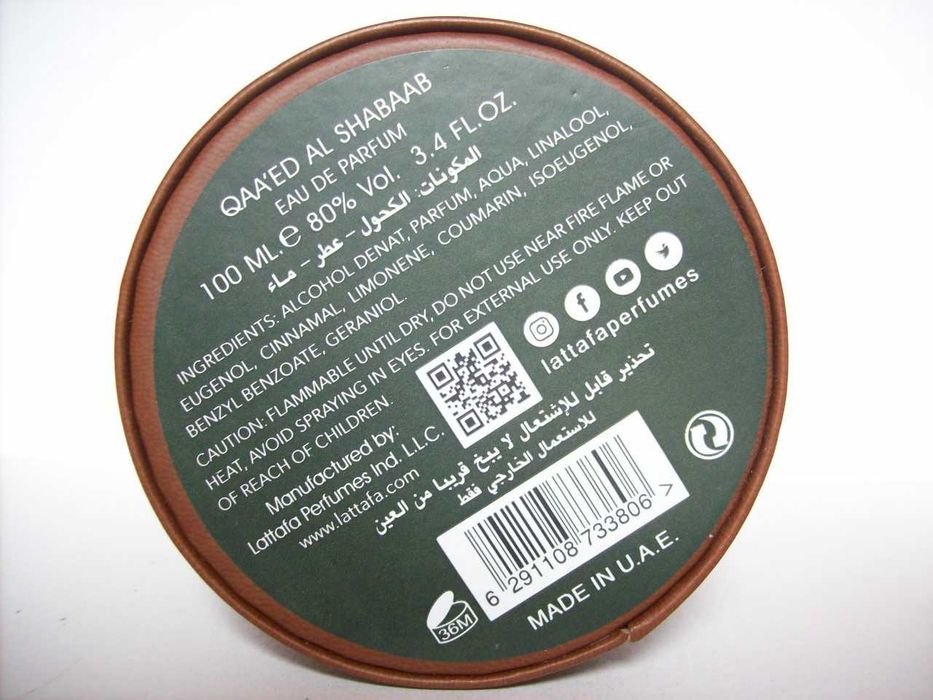 QAA'ED AL SHABAAB
EAU DE PARFUM
100 ML.e 80% Vol. 3.4 FL.OZ.
المكونات: الكحول - عطر - ماء
INGREDIENTS: ALCOHOL DENAT, PARFUM, AQUA, LINALOOL,
EUGENOL, CINNAMAL, LIMONENE, COUMARIN, ISOEUGENOL,
BENZYL BENZOATE, GERANIOL.
CAUTION: FLAMMABLE UNTIL DRY, DO NOT USE NEAR FIRE FLAME OR
HEAT, AVOID SPRAYING IN EYES. FOR EXTERNAL USE ONLY. KEEP OUT
OF REACH OF CHILDREN.
Manufactured by:
Lattafa Perfumes Ind. L.L.C.
www.lattafa.com
lattafaperfumes
تحذير قابل للإشتعال لا يبخ قريبا من العين
للاستعمال الخارجي فقط
6 291108 733806 >
MADE IN U.A.E.
36M